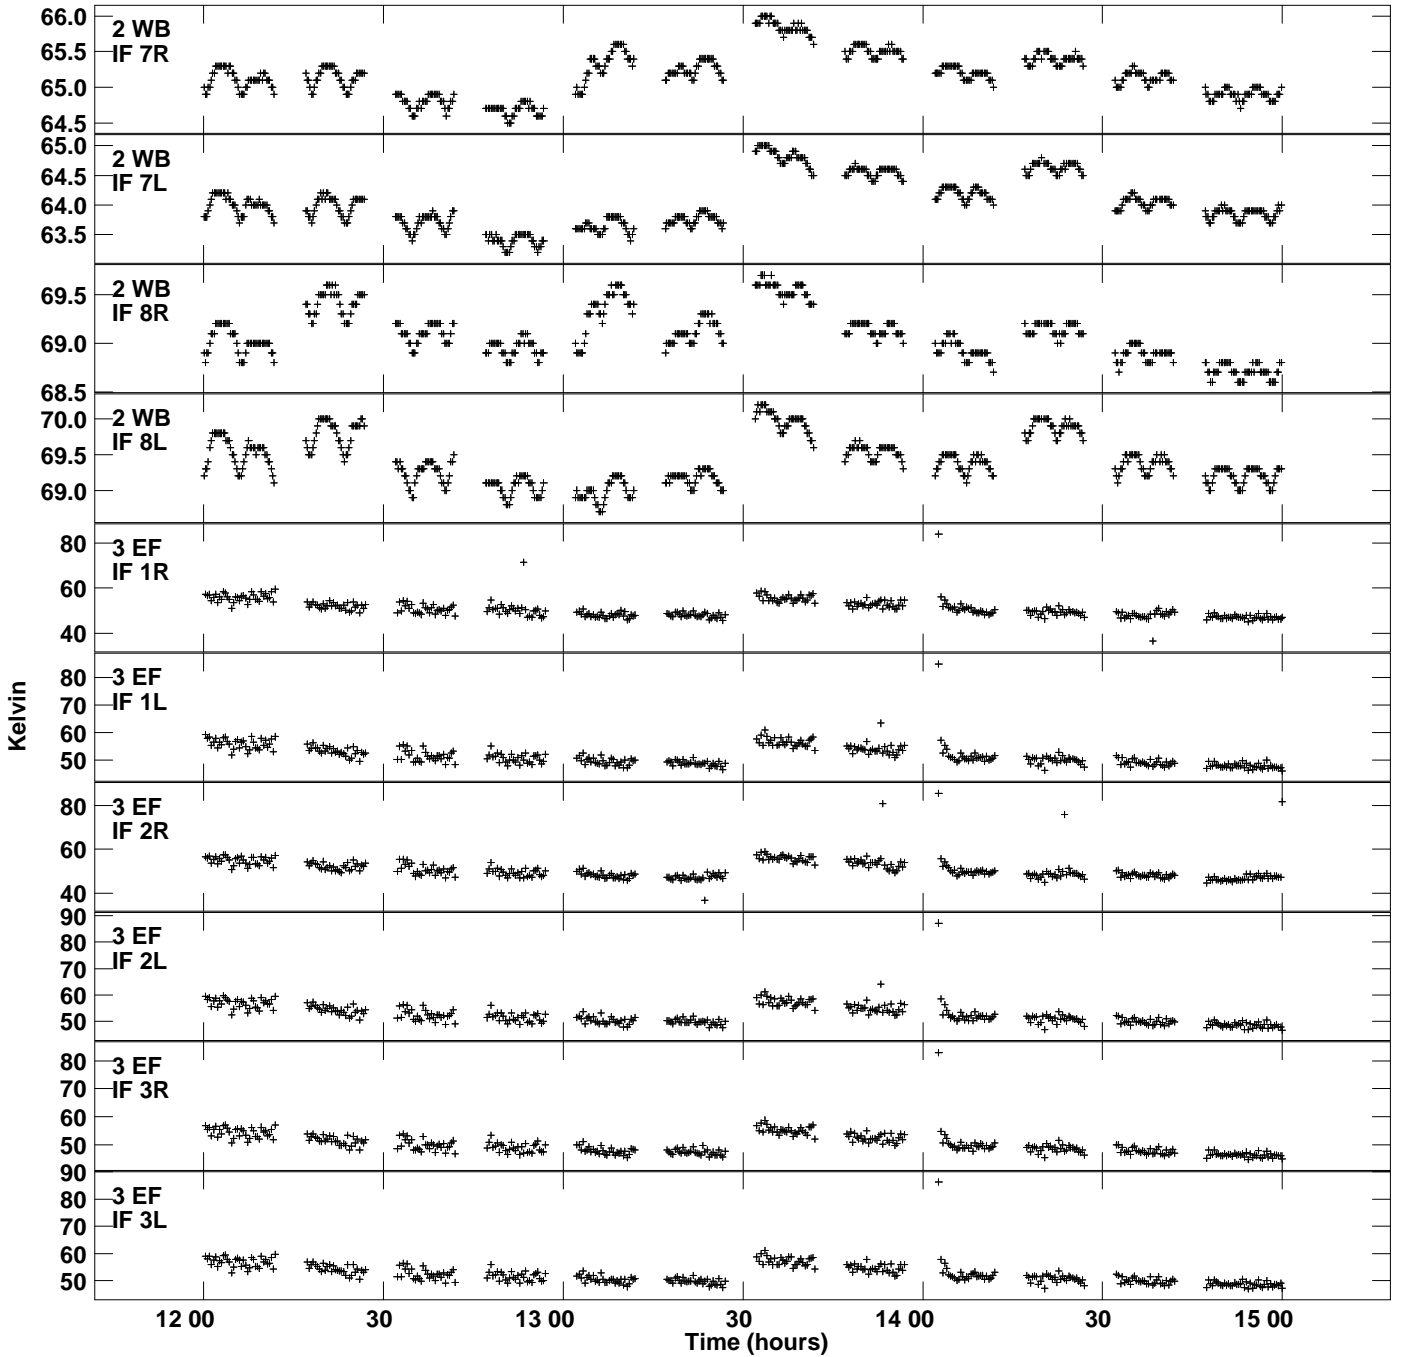 2 WB
IF 7R
66.0
65.5
65.0
64.5
2 WB
IF 7L
65.0
64.5
64.0
63.5
2 WB
IF 8R
69.5
69.0
68.5
2 WB
IF 8L
70.0
69.5
69.0
3 EF
IF 1R
80
60
40
3 EF
IF 1L
80
70
60
50
3 EF
IF 2R
80
60
40
3 EF
IF 2L
90
80
70
60
50
3 EF
IF 3R
80
70
60
50
3 EF
IF 3L
90
80
70
60
50
Kelvin
12 00 30 13 00 30 14 00 30 15 00
Time (hours)